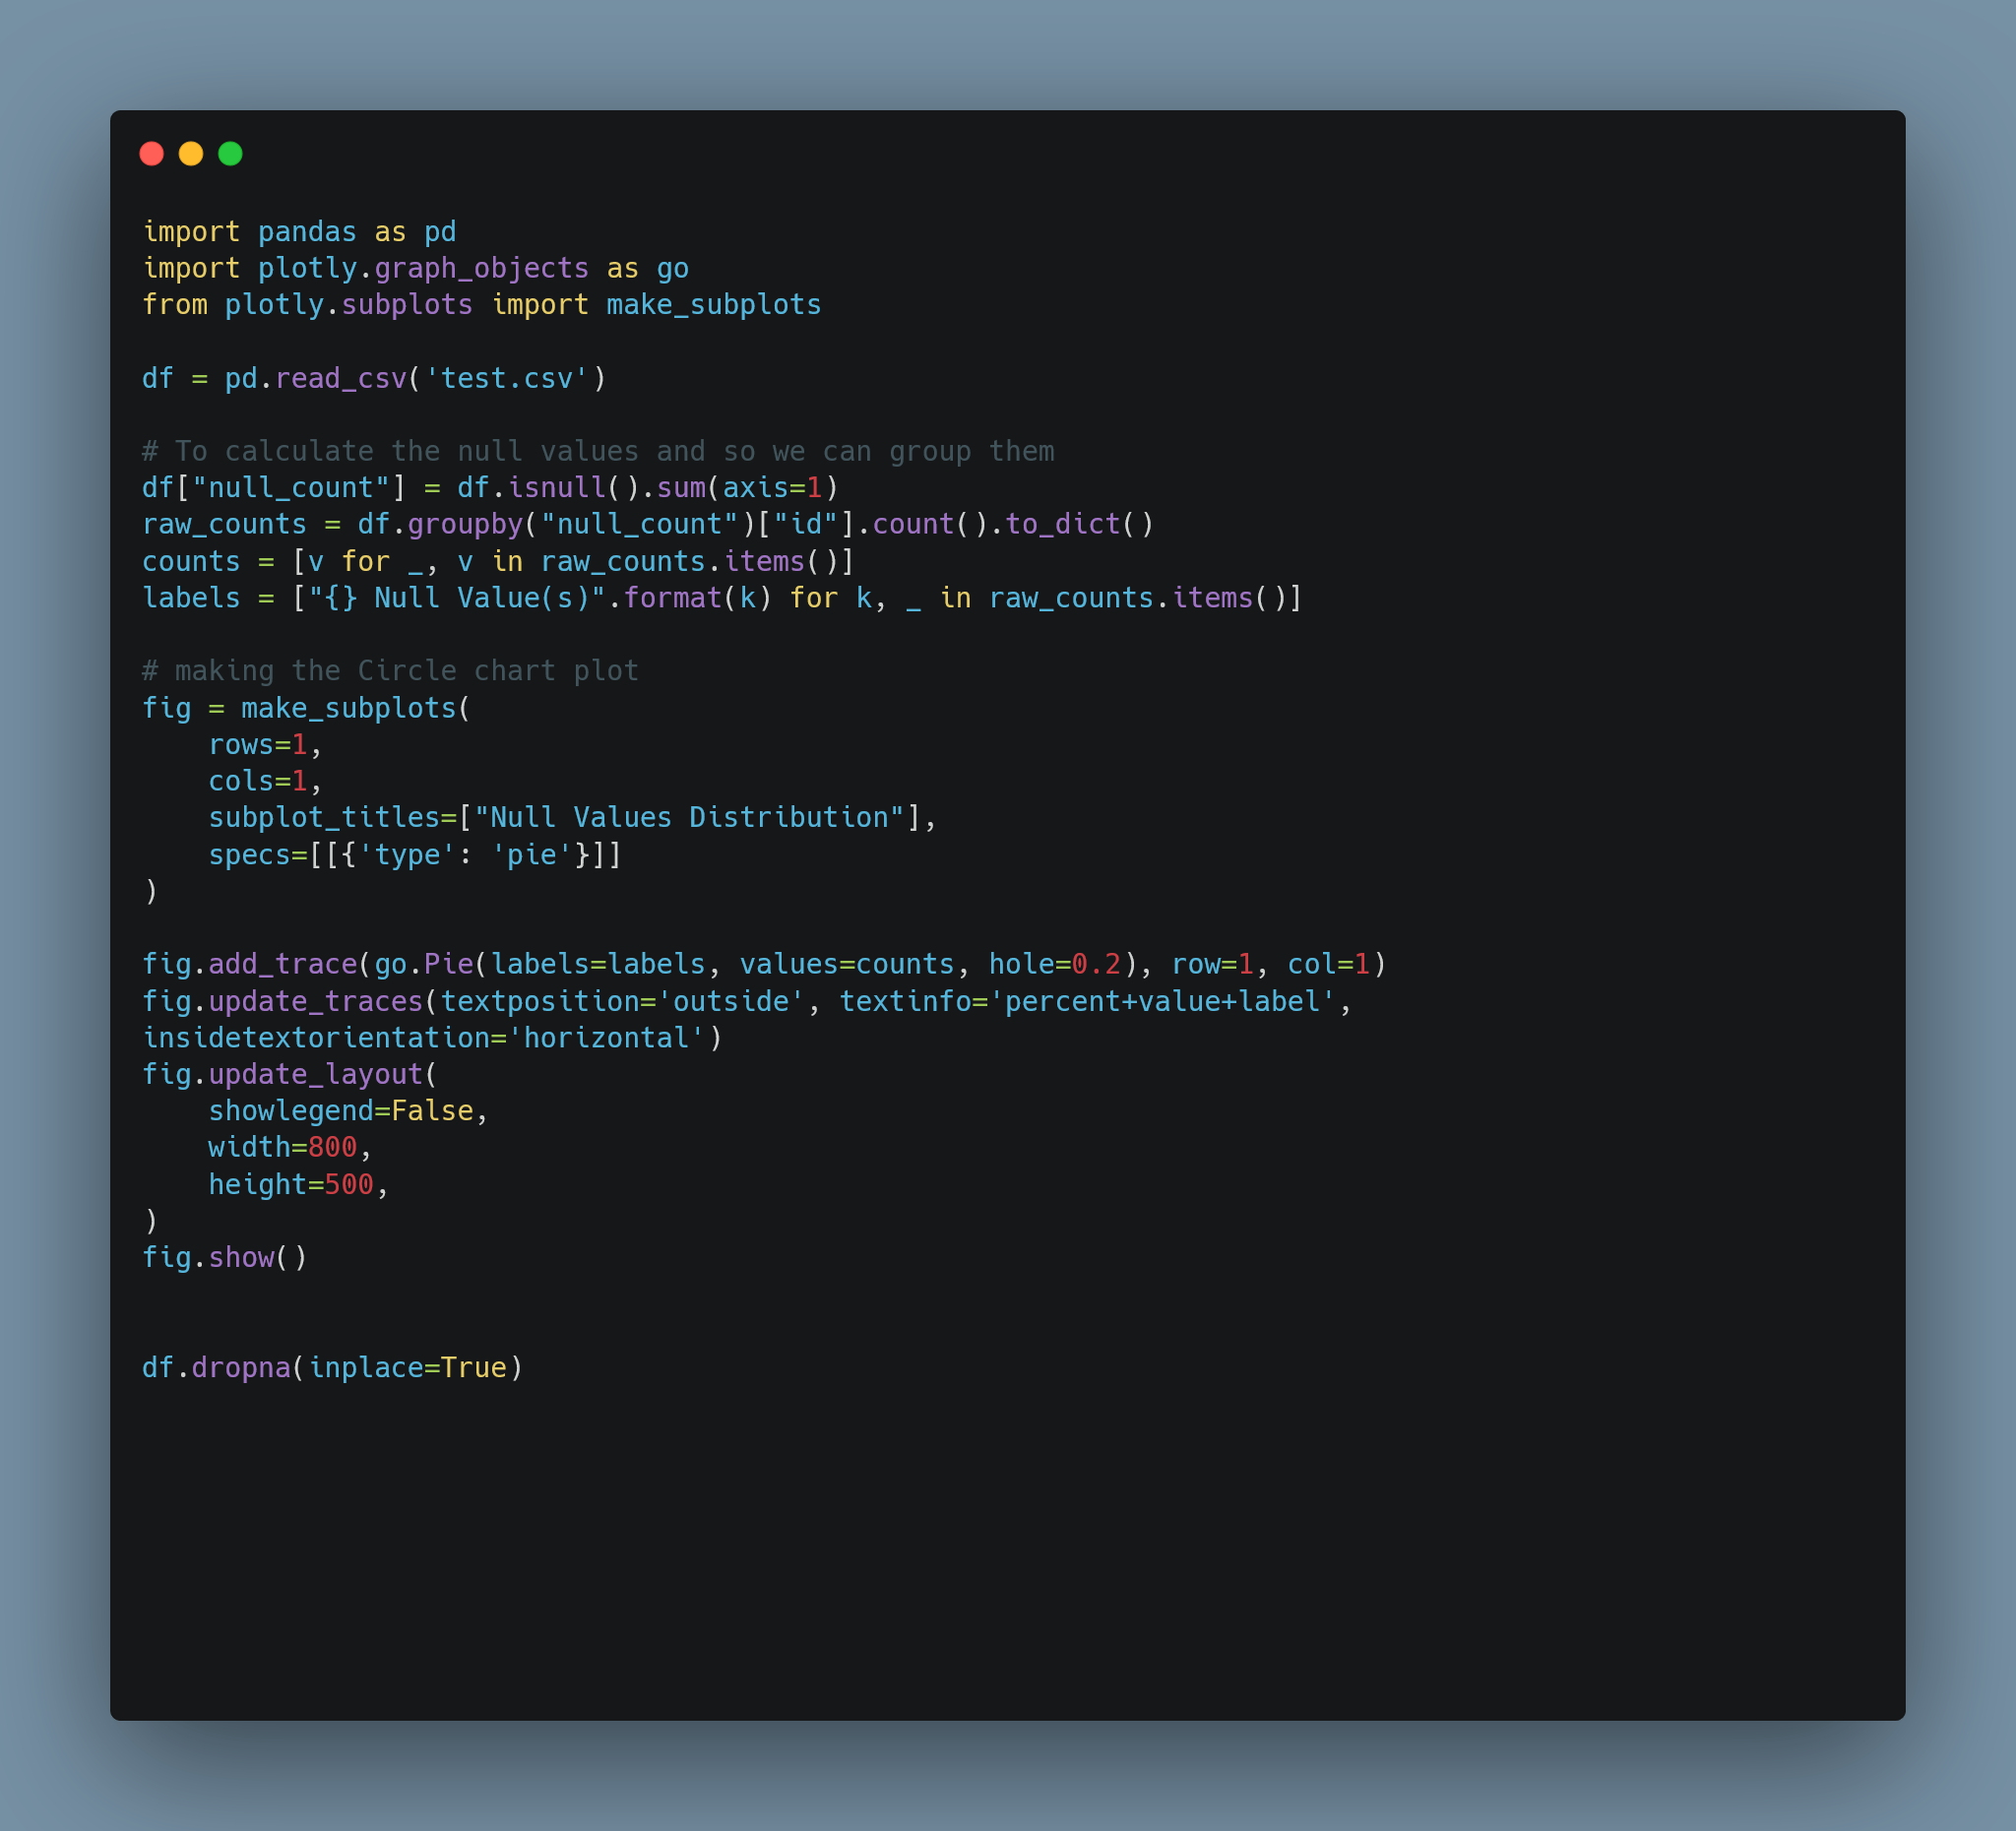 import pandas as pd
import plotly.graph_objects as go
from plotly.subplots import make_subplots

df = pd.read_csv('test.csv')

# To calculate the null values and so we can group them
df["null_count"] = df.isnull().sum(axis=1)
raw_counts = df.groupby("null_count")["id"].count().to_dict()
counts = [v for _, v in raw_counts.items()]
labels = ["{} Null Value(s)".format(k) for k, _ in raw_counts.items()]

# making the Circle chart plot
fig = make_subplots(
    rows=1,
    cols=1,
    subplot_titles=["Null Values Distribution"],
    specs=[[{'type': 'pie'}]]
)

fig.add_trace(go.Pie(labels=labels, values=counts, hole=0.2), row=1, col=1)
fig.update_traces(textposition='outside', textinfo='percent+value+label',
insidetextorientation='horizontal')
fig.update_layout(
    showlegend=False,
    width=800,
    height=500,
)
fig.show()


df.dropna(inplace=True)